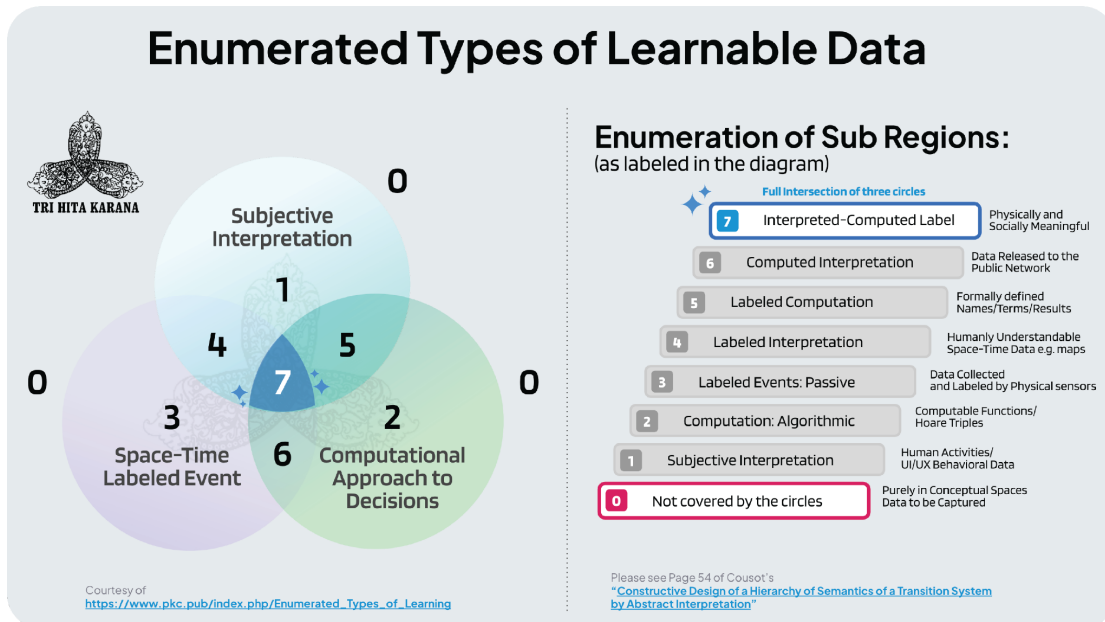 Enumerated Types of Learnable Data
TRI HITA KARANA
0
Subjective
Interpretation
1
4
5
0
7
0
3
2
Space-Time
Labeled Event
6
Computational
Approach to
Decisions
Courtesy of
https://www.pkc.pub/index.php/Enumerated_Types_of_Learning
Enumeration of Sub Regions:
(as labeled in the diagram)
Full Intersection of three circles
7 Interpreted-Computed Label
Physically and
Socially Meaningful
6 Computed Interpretation
Data Released to the
Public Network
5 Labeled Computation
Formally defined
Names/Terms/Results
4 Labeled Interpretation
Humanly Understandable
Space-Time Data e.g. maps
3 Labeled Events: Passive
Data Collected
and Labeled by Physical sensors
2 Computation: Algorithmic
Computable Functions/
Hoare Triples
1 Subjective Interpretation
Human Activities/
UI/UX Behavioral Data
0 Not covered by the circles
Purely in Conceptual Spaces
Data to be Captured
Please see Page 54 of Cousot's
"Constructive Design of a Hierarchy of Semantics of a Transition System
by Abstract Interpretation"